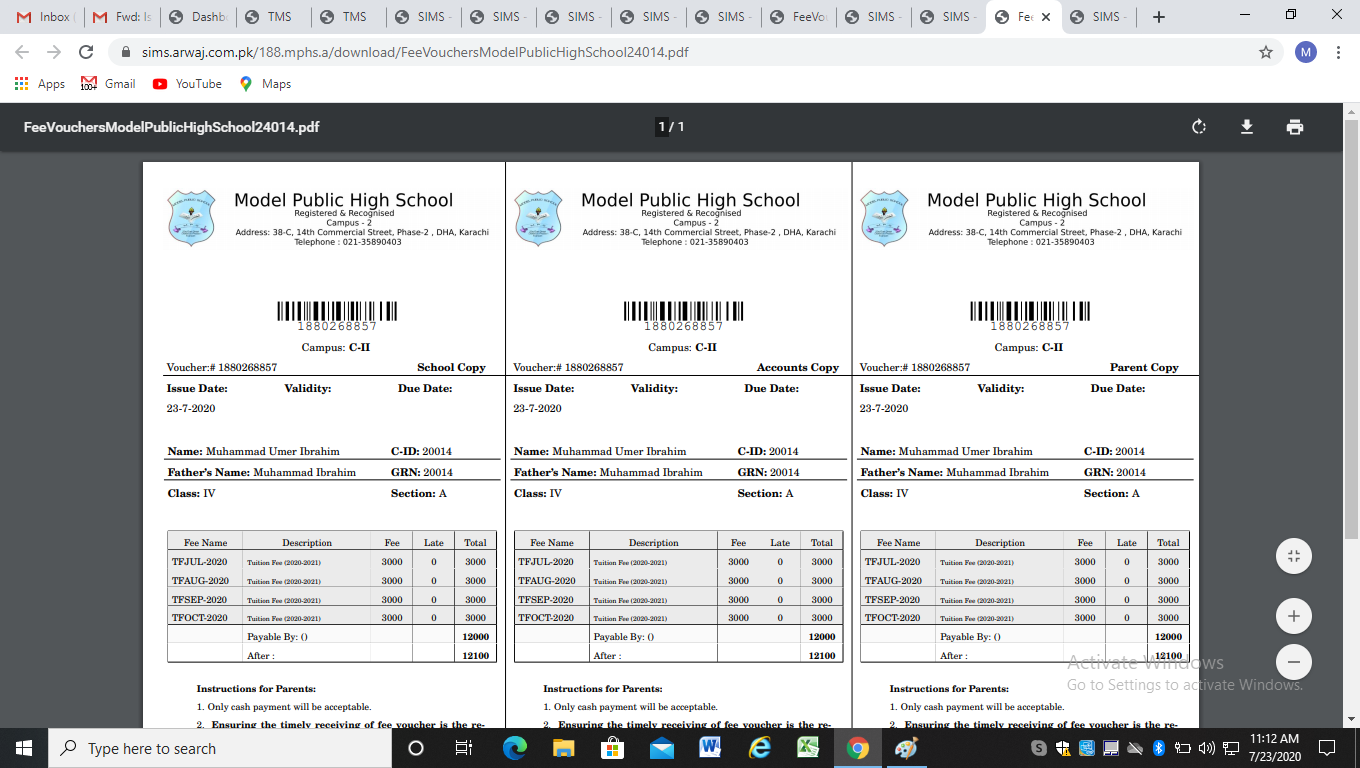 Inbox
Fwd: Is
Dashb
TMS
TMS
SIMS -
SIMS -
SIMS -
SIMS -
SIMS -
FeeVou
SIMS -
SIMS -
Fee
SIMS -
sims.arwaj.com.pk/188.mphs.a/download/FeeVouchersModelPublicHighSchool24014.pdf
M
Apps
100+
Gmail
YouTube
Maps
FeeVouchersModelPublicHighSchool24014.pdf
1 / 1
Model Public High School
Registered & Recognised
Campus - 2
Address: 38-C, 14th Commercial Street, Phase-2 , DHA, Karachi
Telephone : 021-35890403
1880268857
Campus: C-II
Voucher:# 1880268857 School Copy
Issue Date: Validity: Due Date:
23-7-2020
Name: Muhammad Umer Ibrahim C-ID: 20014
Father's Name: Muhammad Ibrahim GRN: 20014
Class: IV Section: A
Fee Name Description Fee Late Total
TFJUL-2020 Tuition Fee (2020-2021) 3000 0 3000
TFAUG-2020 Tuition Fee (2020-2021) 3000 0 3000
TFSEP-2020 Tuition Fee (2020-2021) 3000 0 3000
TFOCT-2020 Tuition Fee (2020-2021) 3000 0 3000
Payable By: () 12000
After : 12100
Instructions for Parents:
1. Only cash payment will be acceptable.
2. Ensuring the timely receiving of fee voucher is the re-
Model Public High School
Registered & Recognised
Campus - 2
Address: 38-C, 14th Commercial Street, Phase-2 , DHA, Karachi
Telephone : 021-35890403
1880268857
Campus: C-II
Voucher:# 1880268857 Accounts Copy
Issue Date: Validity: Due Date:
23-7-2020
Name: Muhammad Umer Ibrahim C-ID: 20014
Father's Name: Muhammad Ibrahim GRN: 20014
Class: IV Section: A
Fee Name Description Fee Late Total
TFJUL-2020 Tuition Fee (2020-2021) 3000 0 3000
TFAUG-2020 Tuition Fee (2020-2021) 3000 0 3000
TFSEP-2020 Tuition Fee (2020-2021) 3000 0 3000
TFOCT-2020 Tuition Fee (2020-2021) 3000 0 3000
Payable By: () 12000
After : 12100
Instructions for Parents:
1. Only cash payment will be acceptable.
2. Ensuring the timely receiving of fee voucher is the re-
Model Public High School
Registered & Recognised
Campus - 2
Address: 38-C, 14th Commercial Street, Phase-2 , DHA, Karachi
Telephone : 021-35890403
1880268857
Campus: C-II
Voucher:# 1880268857 Parent Copy
Issue Date: Validity: Due Date:
23-7-2020
Name: Muhammad Umer Ibrahim C-ID: 20014
Father's Name: Muhammad Ibrahim GRN: 20014
Class: IV Section: A
Fee Name Description Fee Late Total
TFJUL-2020 Tuition Fee (2020-2021) 3000 0 3000
TFAUG-2020 Tuition Fee (2020-2021) 3000 0 3000
TFSEP-2020 Tuition Fee (2020-2021) 3000 0 3000
TFOCT-2020 Tuition Fee (2020-2021) 3000 0 3000
Payable By: () 12000
After : 12100
Instructions for Parents:
1. Only cash payment will be acceptable.
2. Ensuring the timely receiving of fee voucher is the re-
Activate Windows
Go to Settings to activate Windows.
Type here to search
11:12 AM
7/23/2020